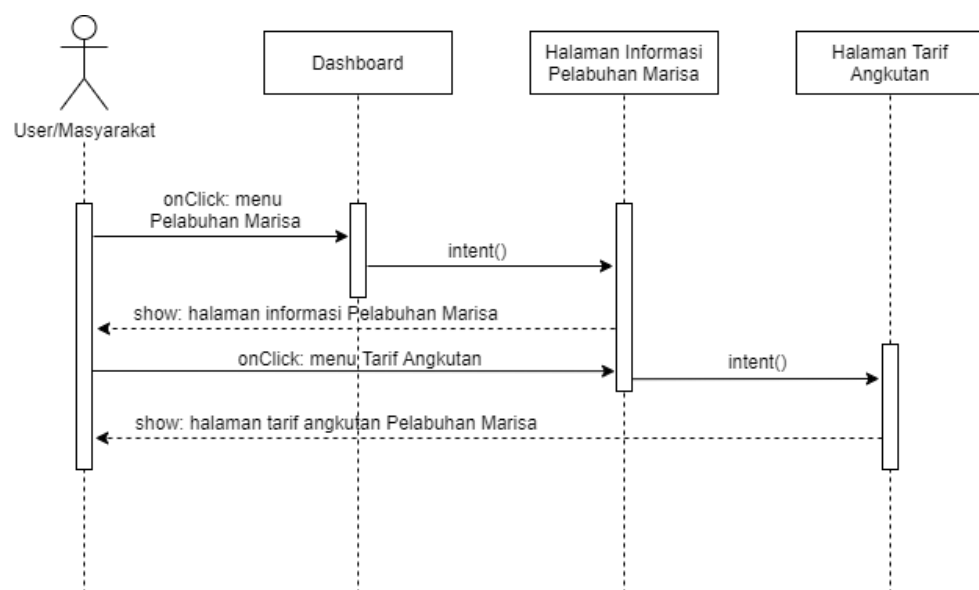 User/Masyarakat
Dashboard
Halaman Informasi
Pelabuhan Marisa
Halaman Tarif
Angkutan
onClick: menu
Pelabuhan Marisa
intent()
show: halaman informasi Pelabuhan Marisa
onClick: menu Tarif Angkutan
intent()
show: halaman tarif angkutan Pelabuhan Marisa